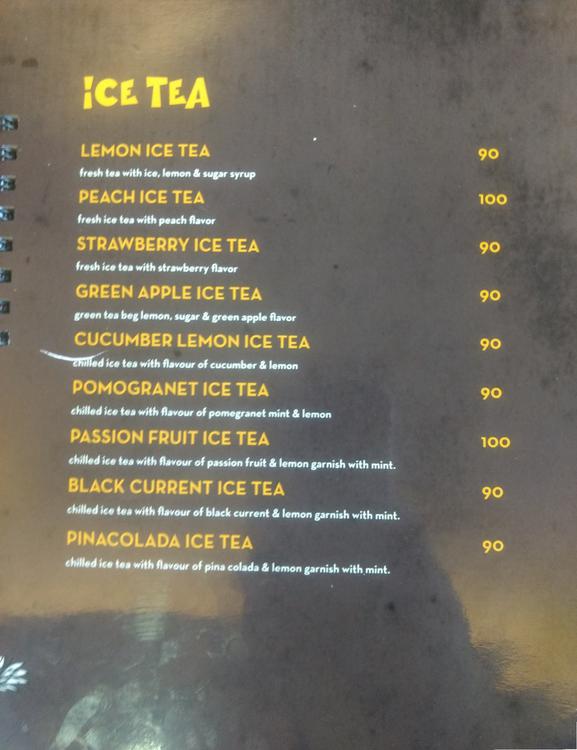 ICE TEA
LEMON ICE TEA 90
fresh tea with ice, lemon & sugar syrup
PEACH ICE TEA 100
fresh ice tea with peach flavor
STRAWBERRY ICE TEA 90
fresh ice tea with strawberry flavor
GREEN APPLE ICE TEA 90
green tea beg lemon, sugar & green apple flavor
CUCUMBER LEMON ICE TEA 90
chilled ice tea with flavour of cucumber & lemon
POMOGRANET ICE TEA 90
chilled ice tea with flavour of pomegranet mint & lemon
PASSION FRUIT ICE TEA 100
chilled ice tea with flavour of passion fruit & lemon garnish with mint.
BLACK CURRENT ICE TEA 90
chilled ice tea with flavour of black current & lemon garnish with mint.
PINACOLADA ICE TEA 90
chilled ice tea with flavour of pina colada & lemon garnish with mint.